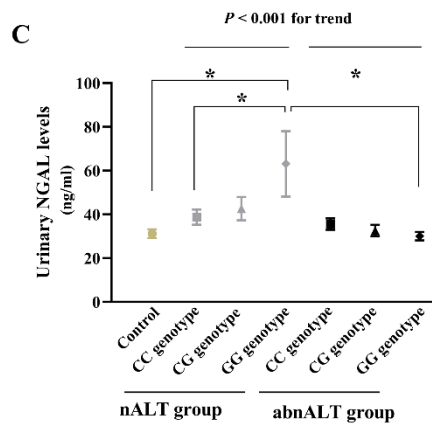 C
P < 0.001 for trend
*
*
*
Urinary NGAL levels
(ng/ml)
100
80
60
40
20
0
Control
CC genotype
CG genotype
GG genotype
CC genotype
CG genotype
GG genotype
nALT group
abnALT group